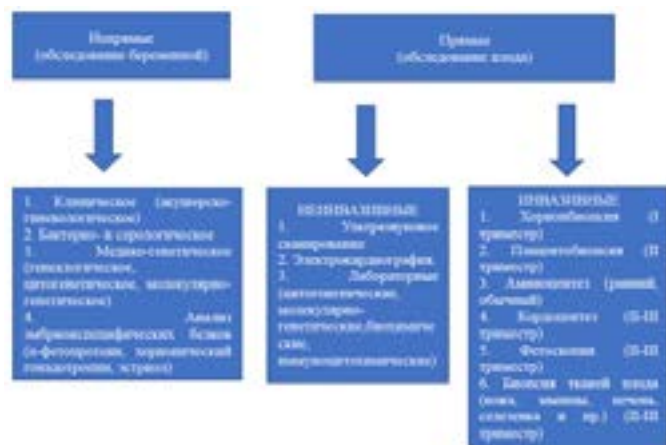 Непрямые
(обследование беременной)
Прямые
(обследование плода)
1. Клиническое (акушерско-
гинекологическое)
2. Бактерио- и серологическое
3. Медико-генетическое
(генеалогическое,
цитогенетическое, молекулярно-
генетическое)
4. Анализ
эмбриоспецифических белков
(α-фетопротеин, хорионический
гонадотропин, эстриол)
НЕИНВАЗИВНЫЕ
1. Ультразвуковое
сканирование
2. Электрокардиография.
3. Лабораторные
(цитогенетические,
молекулярно-
генетические,биохимиче
ские,
иммуноцитохимические)
ИНВАЗИВНЫЕ
1. Хорионбиопсия (I
триместр)
2. Плацентобиопсия (II
триместр)
3. Амниоцентез (ранний,
обычный)
4. Кордоцентез (II-III
триместр)
5. Фетоскопия (II-III
триместр)
6. Биопсия тканей плода
(кожа, мышцы, печень,
селезенка и пр.) (II-III
триместр)